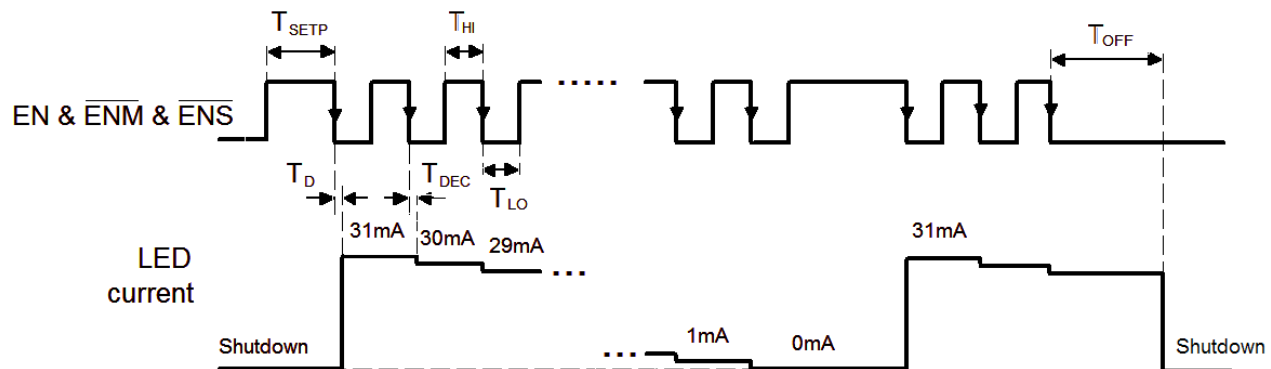 TSETP
THI
TOFF
EN & ENM & ENS
TD
TDEC
TLO
31mA
30mA
29mA
31mA
LED
current
1mA
0mA
Shutdown
Shutdown